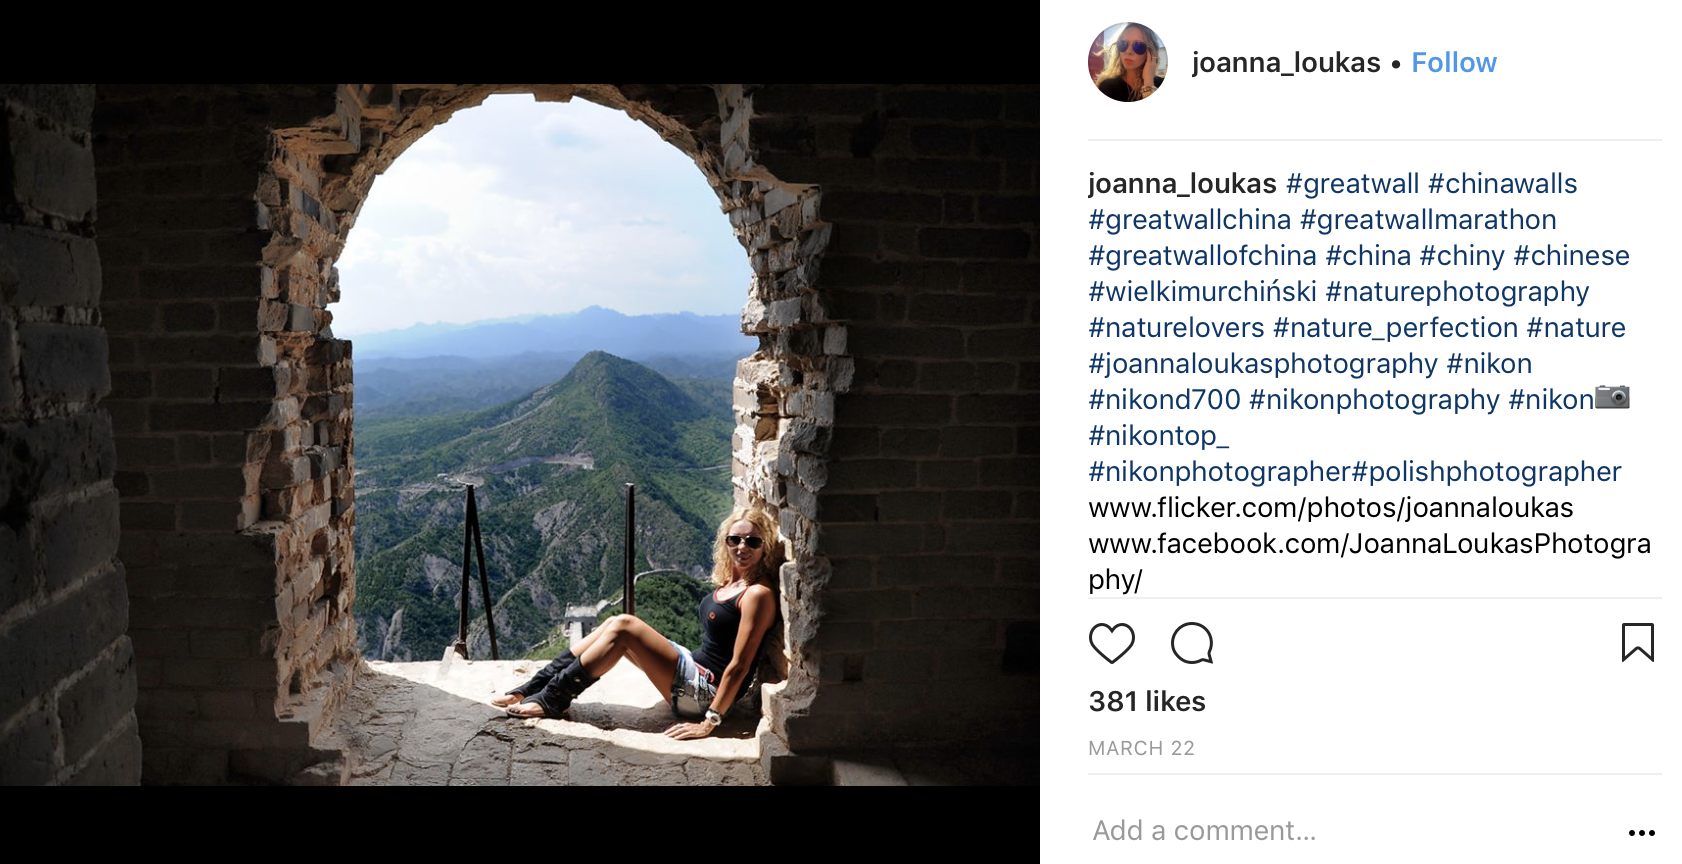 joanna_loukas • Follow
joanna_loukas #greatwall #chinawalls
#greatwallchina #greatwallmarathon
#greatwallofchina #china #chiny #chinese
#wielkimurchiński #naturephotography
#naturelovers #nature_perfection #nature
#joannaloukasphotography #nikon
#nikond700 #nikonphotography #nikon📷
#nikontop_
#nikonphotographer#polishphotographer
www.flicker.com/photos/joannaloukas
www.facebook.com/JoannaLoukasPhotogra
phy/
381 likes
MARCH 22
Add a comment...